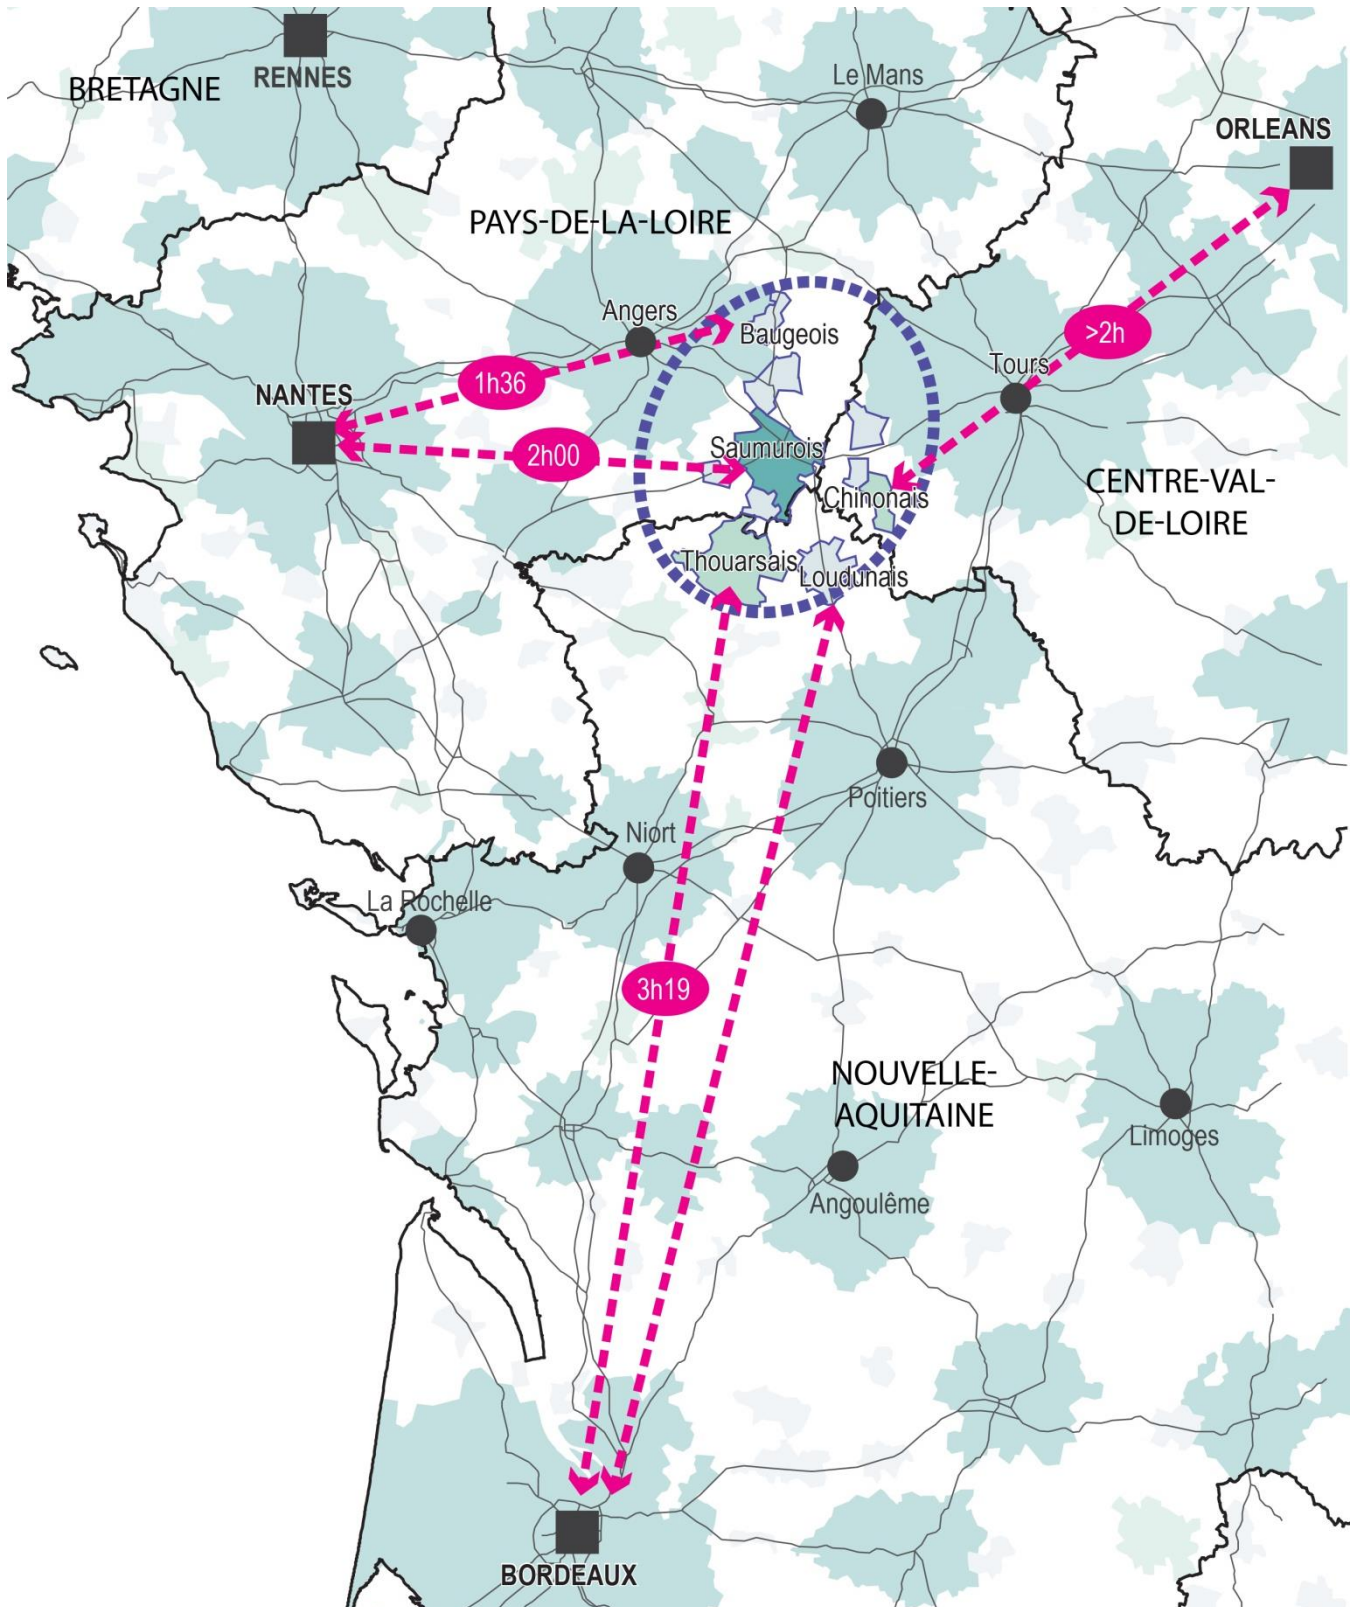 RENNES
BRETAGNE
Le Mans
ORLEANS
PAYS-DE-LA-LOIRE
Angers
Baugeois
>2h
Tours
1h36
NANTES
Saumurois
2h00
Chinonais
CENTRE-VAL-
DE-LOIRE
Thouarsais
Loudunais
Poitiers
Niort
La Rochelle
3h19
NOUVELLE-
AQUITAINE
Limoges
Angoulême
BORDEAUX